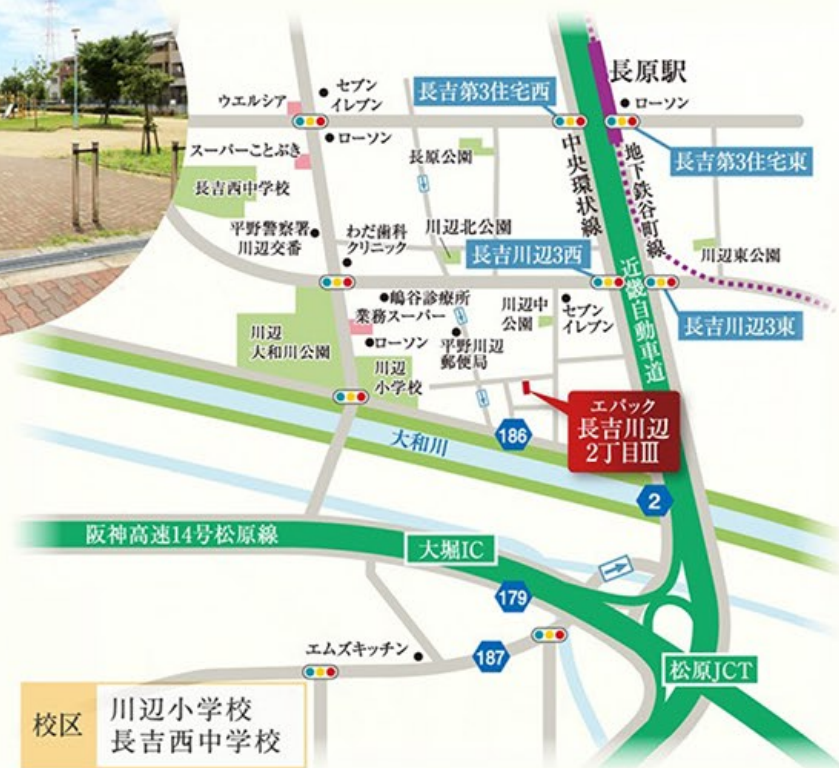 長原駅
セブン
イレブン
長吉第3住宅西
ウエルシア
ローソン
ローソン
スーパーことぶき
長原公園
中央環状線
地下鉄谷町線
長吉第3住宅東
長吉西中学校
平野警察署
川辺交番
わだ歯科
クリニック
川辺北公園
長吉川辺3西
川辺東公園
近畿自動車道
嶋谷診療所
業務スーパー
川辺中
公園
セブン
イレブン
長吉川辺3東
川辺
大和川公園
ローソン
平野川辺
郵便局
川辺
小学校
エバック
長吉川辺
2丁目Ⅲ
186
大和川
2
阪神高速14号松原線
大堀IC
179
エムズキッチン
187
松原JCT
校区
川辺小学校
長吉西中学校